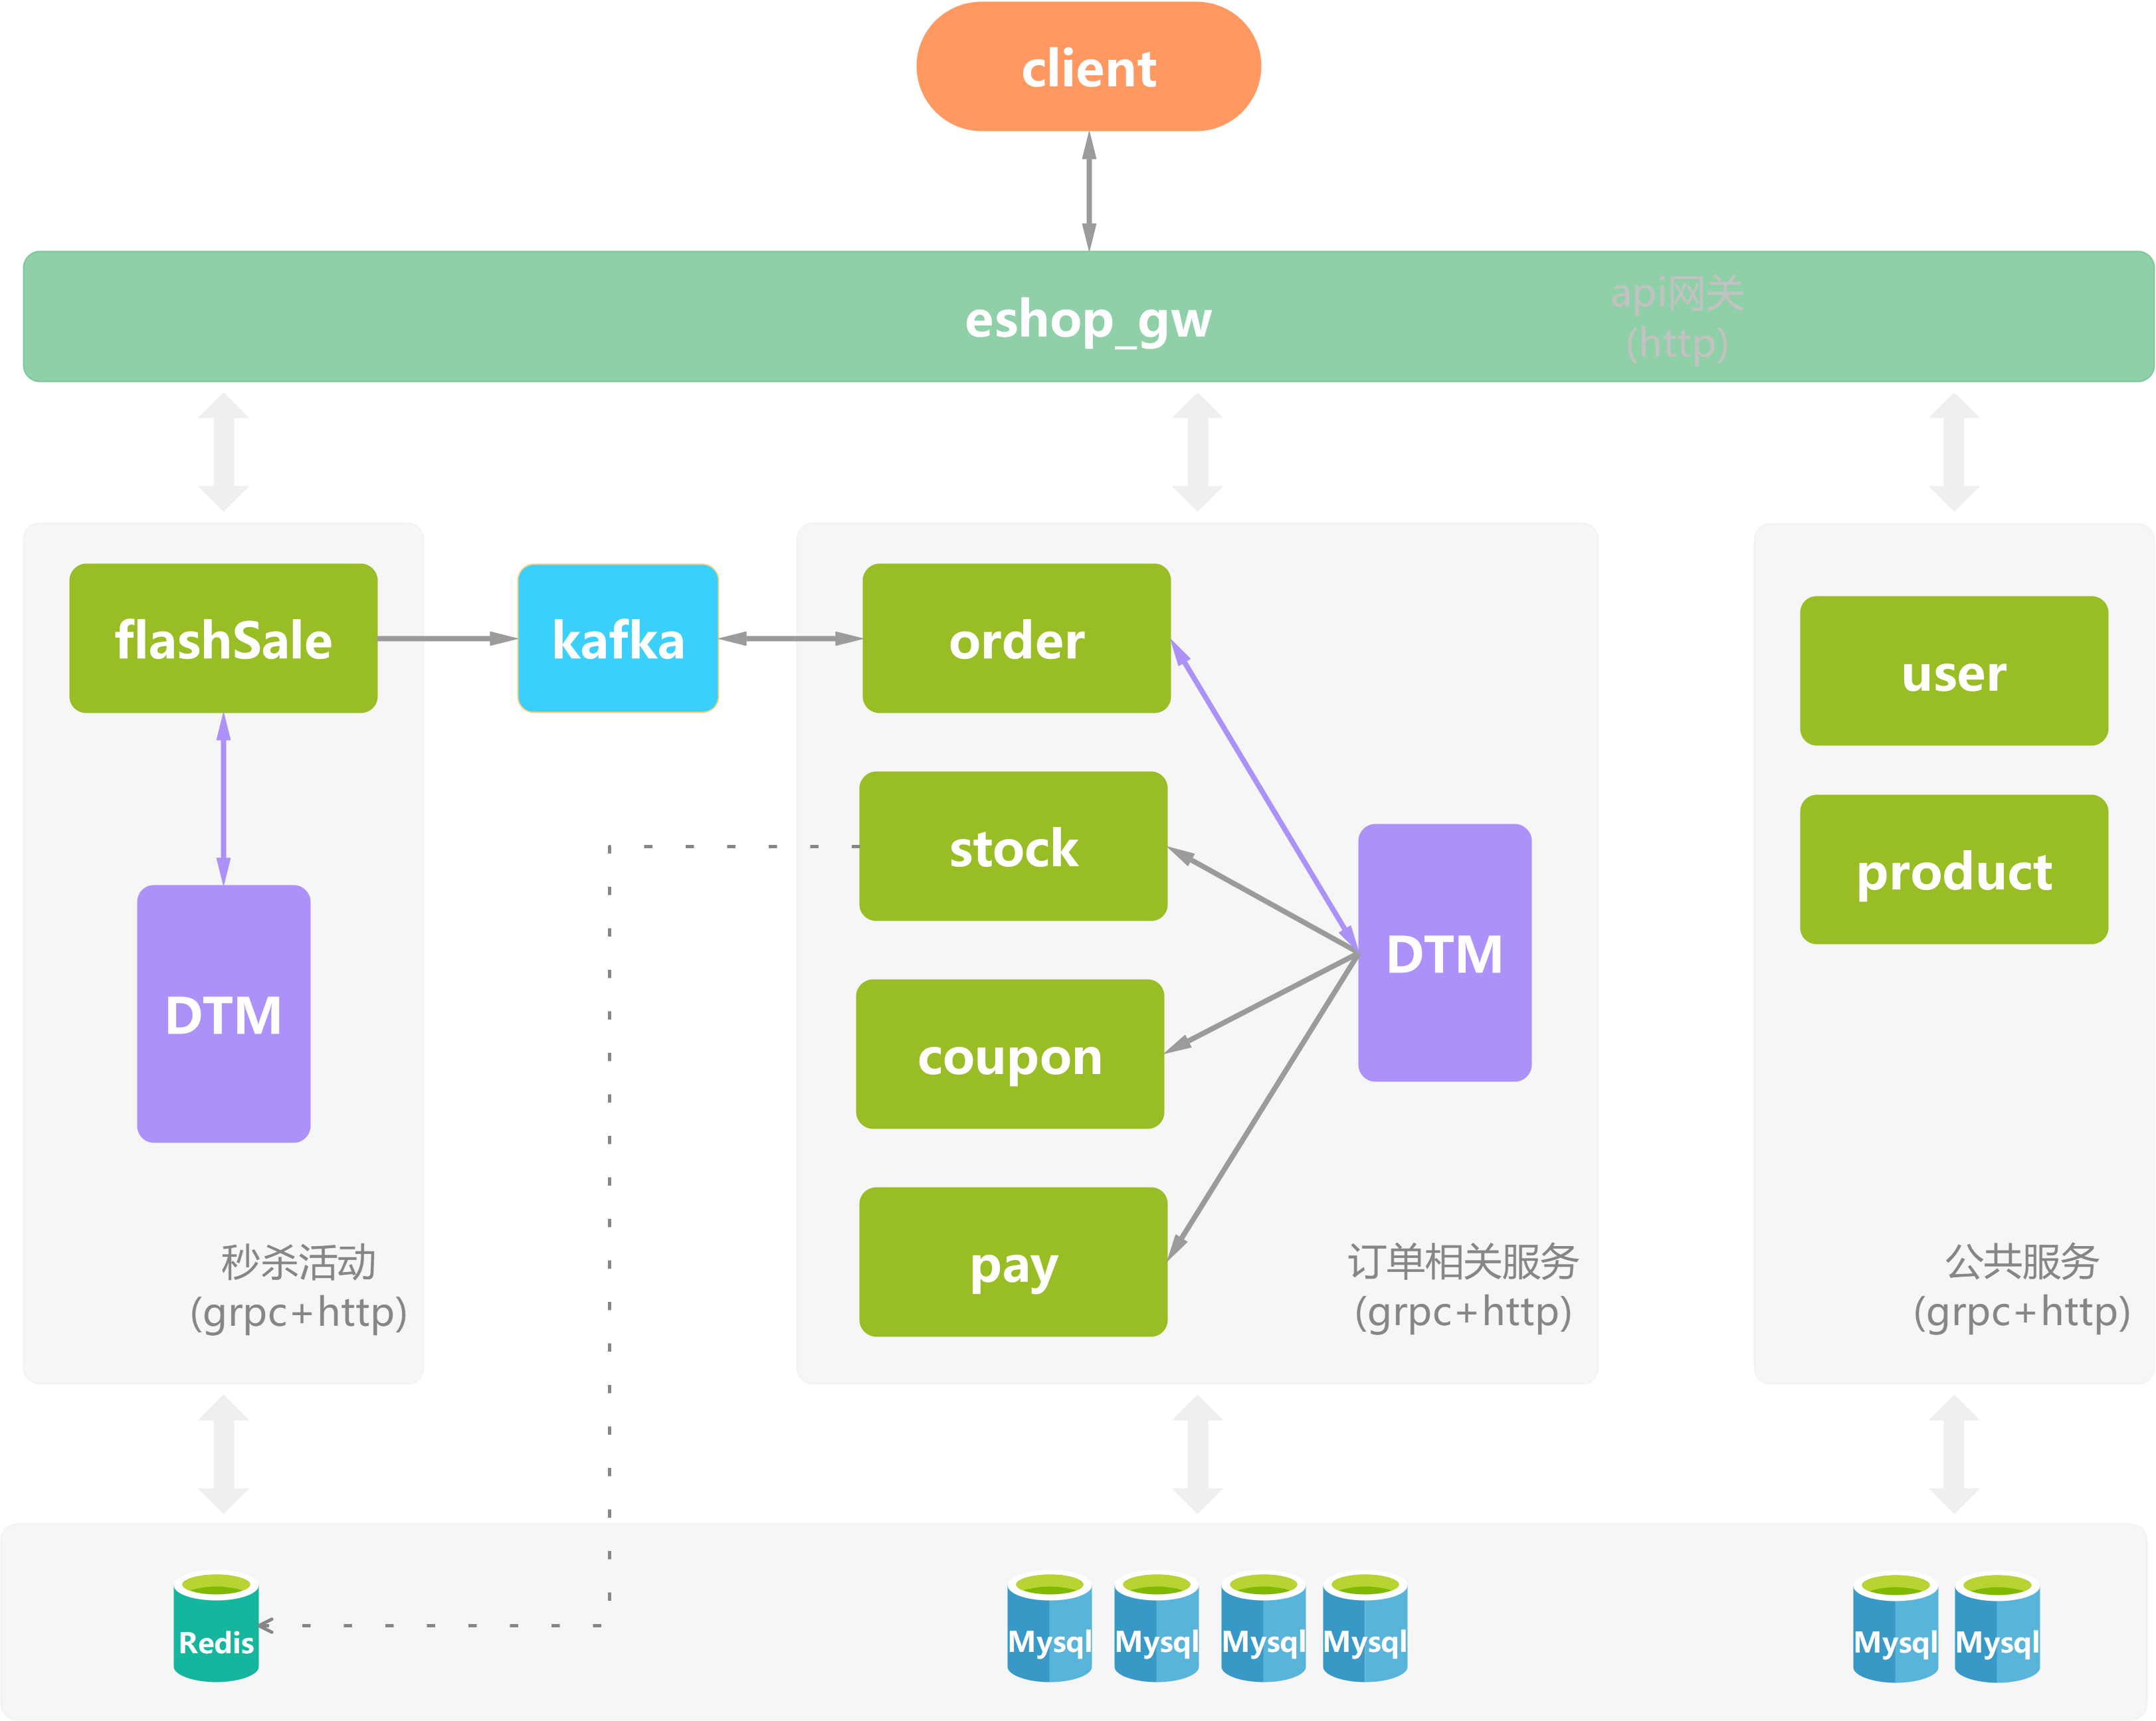 client
eshop_gw
api网关
(http)
flashSale
kafka
order
user
stock
product
DTM
DTM
coupon
pay
秒杀活动
(grpc+http)
订单相关服务
(grpc+http)
公共服务
(grpc+http)
Redis
Mysql
Mysql
Mysql
Mysql
Mysql
Mysql